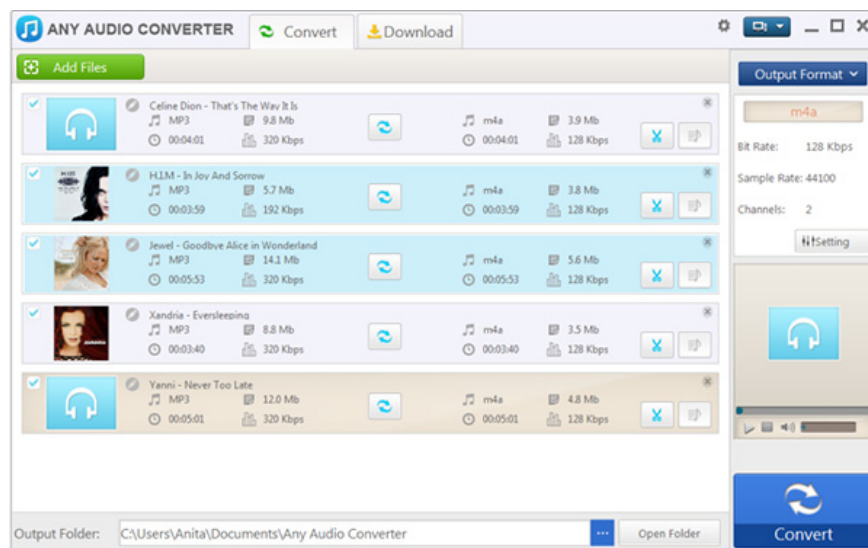 ANY AUDIO CONVERTER
Convert
Download
Add Files
Output Format
Celine Dion - That's The Way It Is
MP3 9.8 Mb m4a 3.9 Mb
00:04:01 320 Kbps 00:04:01 128 Kbps
H.I.M - In Joy And Sorrow
MP3 5.7 Mb m4a 3.8 Mb
00:03:59 192 Kbps 00:03:59 128 Kbps
Jewel - Goodbye Alice in Wonderland
MP3 14.1 Mb m4a 5.6 Mb
00:05:53 320 Kbps 00:05:53 128 Kbps
Xandria - Eversleeping
MP3 8.8 Mb m4a 3.5 Mb
00:03:40 320 Kbps 00:03:40 128 Kbps
Yanni - Never Too Late
MP3 12.0 Mb m4a 4.8 Mb
00:05:01 320 Kbps 00:05:01 128 Kbps
m4a
Bit Rate: 128 Kbps
Sample Rate: 44100
Channels: 2
Setting
Output Folder: C:\Users\Anita\Documents\Any Audio Converter ... Open Folder
Convert